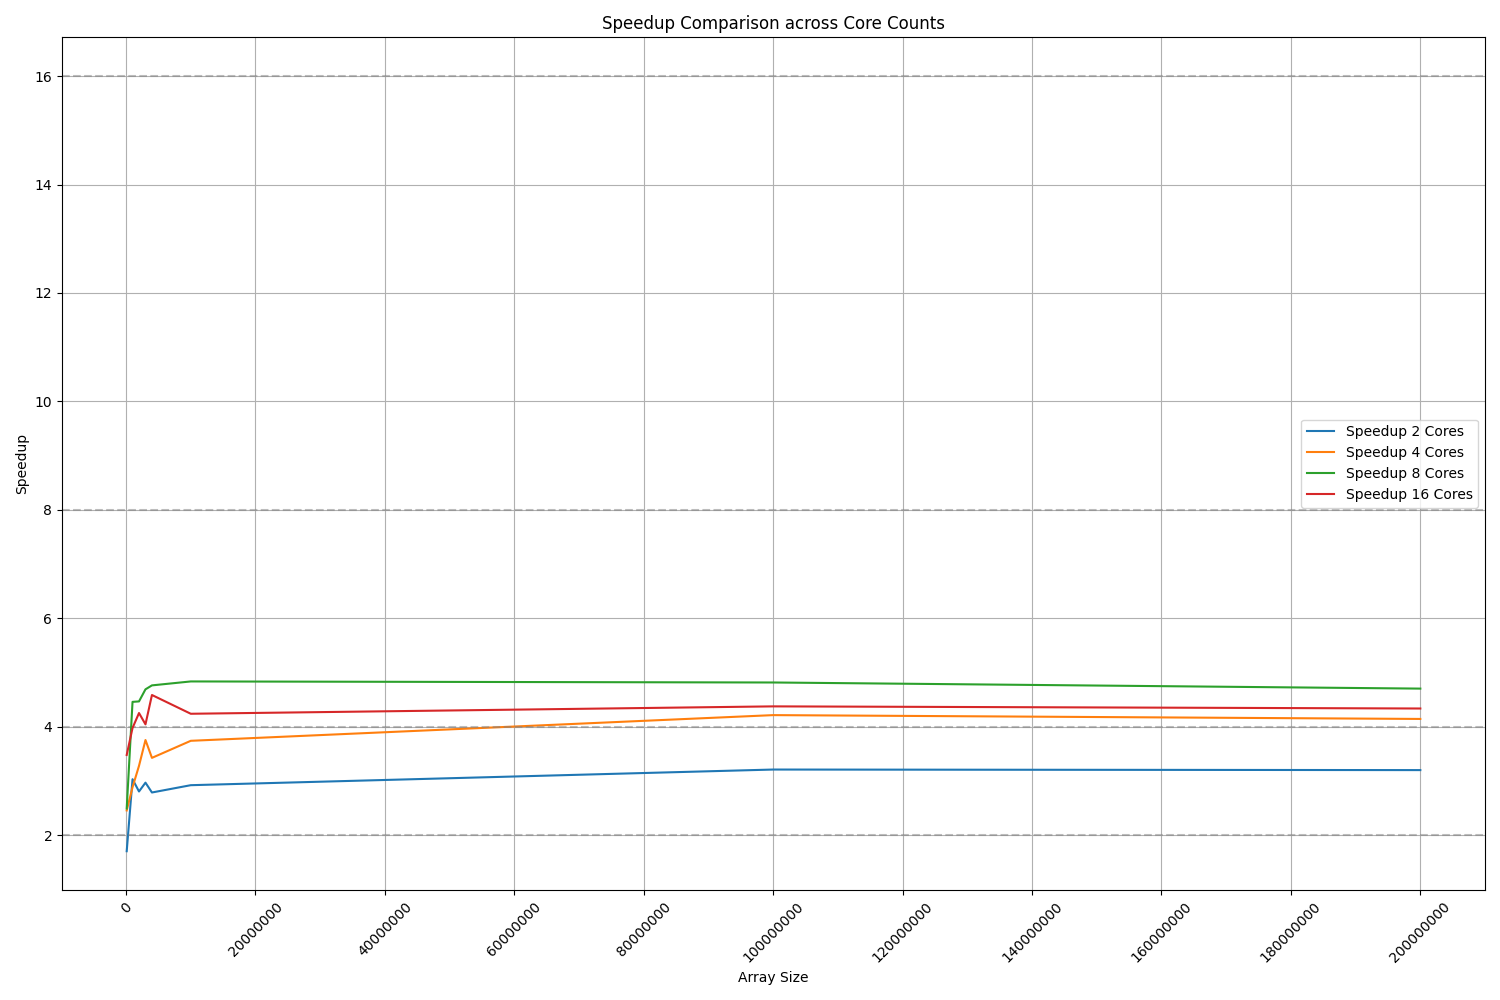 Speedup Comparison across Core Counts
16
14
12
10
8
6
4
2
Speedup
Speedup 2 Cores
Speedup 4 Cores
Speedup 8 Cores
Speedup 16 Cores
0
20000000
40000000
60000000
80000000
100000000
120000000
140000000
160000000
180000000
200000000
Array Size